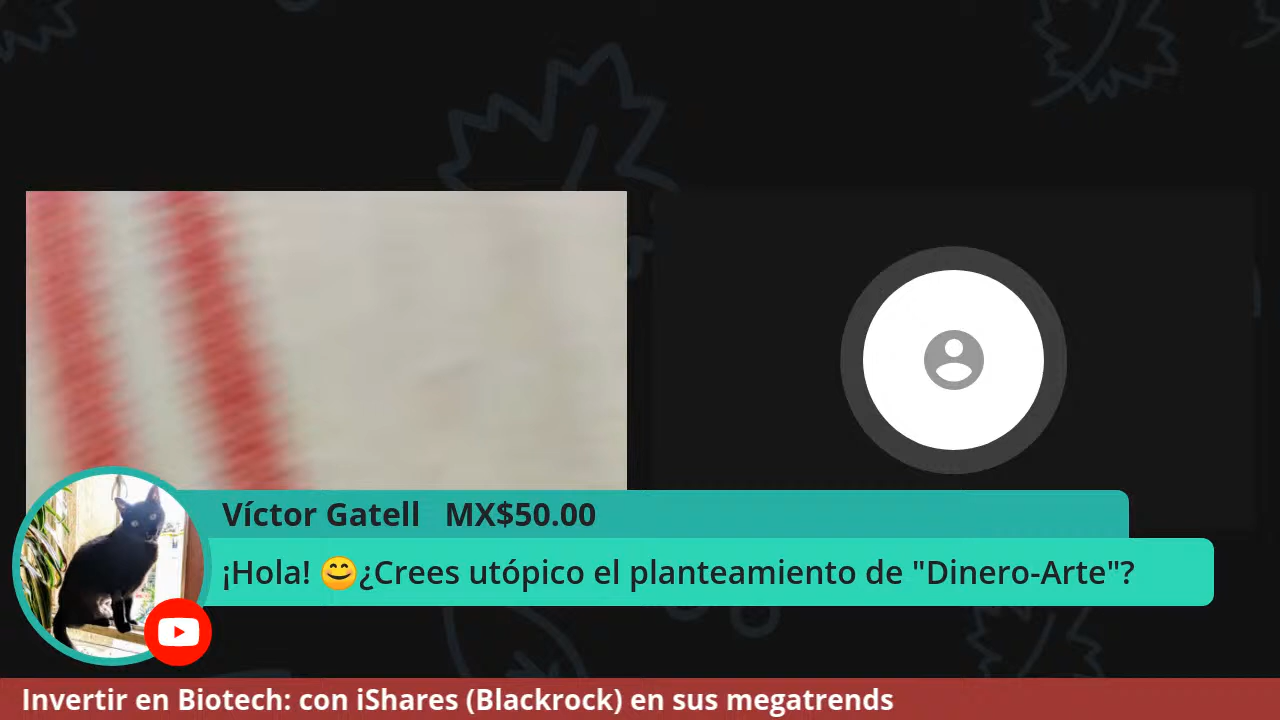 Víctor Gatell MX$50.00
¡Hola! 😊¿Crees utópico el planteamiento de "Dinero-Arte"?
Invertir en Biotech: con iShares (Blackrock) en sus megatrends